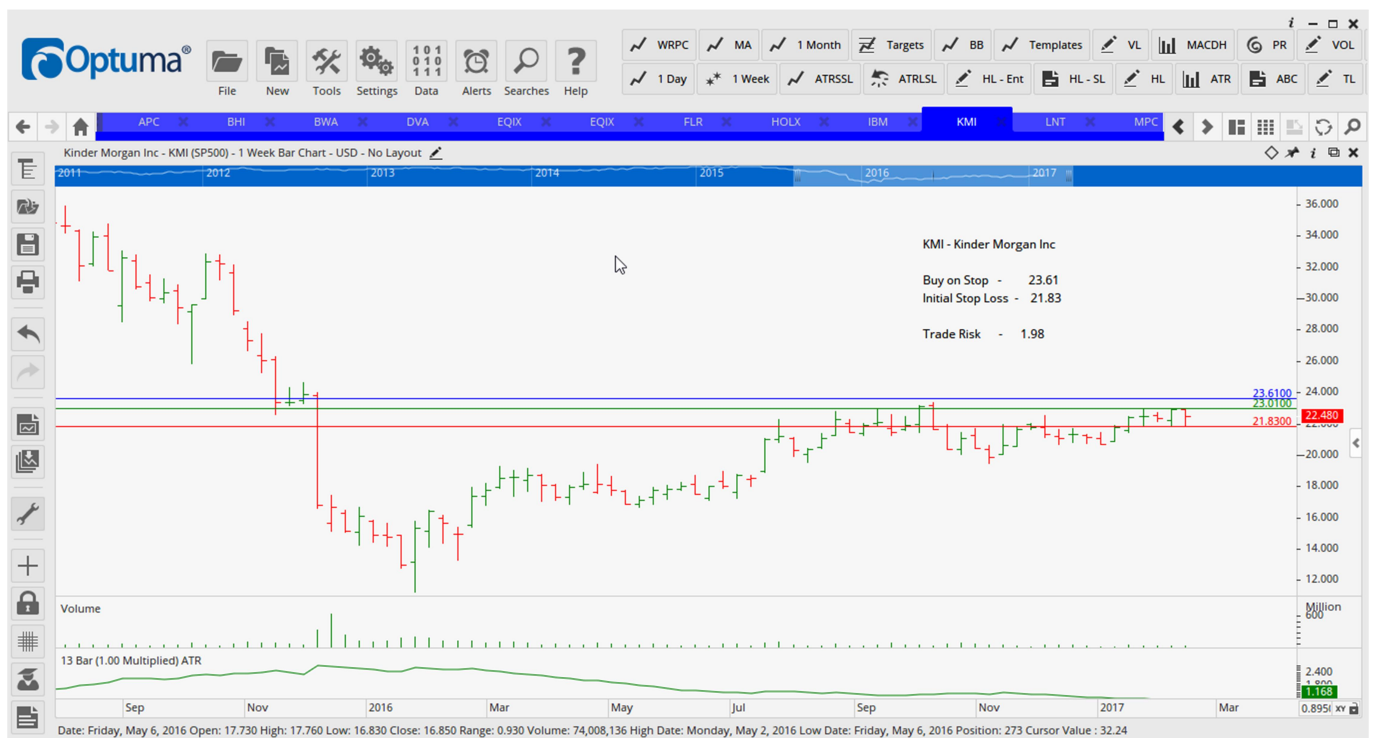 i
Optuma®
File New Tools Settings Data Alerts Searches Help
WRPC MA 1 Month Targets BB Templates VL MACDH PR VOL
1 Day 1 Week ATRSSL ATRLSL HL - Ent HL - SL HL ATR ABC TL
APC BHI BWA DVA EQIX EQIX FLR HOLX IBM KMI LNT MPC
Kinder Morgan Inc - KMI (SP500) - 1 Week Bar Chart - USD - No Layout
2011 2012 2013 2014 2015 2016 2017
36.000
34.000
KMI - Kinder Morgan Inc
32.000
Buy on Stop - 23.61
Initial Stop Loss - 21.83
30.000
Trade Risk - 1.98
28.000
26.000
24.000
23.6100
23.0100
22.480
21.8300
22.000
20.000
18.000
16.000
14.000
12.000
Volume
Million
600
13 Bar (1.00 Multiplied) ATR
2.400
1.800
1.168
Sep Nov 2016 Mar May Jul Sep Nov 2017 Mar
XY
Date: Friday, May 6, 2016 Open: 17.730 High: 17.760 Low: 16.830 Close: 16.850 Range: 0.930 Volume: 74,008,136 High Date: Monday, May 2, 2016 Low Date: Friday, May 6, 2016 Position: 273 Cursor Value : 32.24